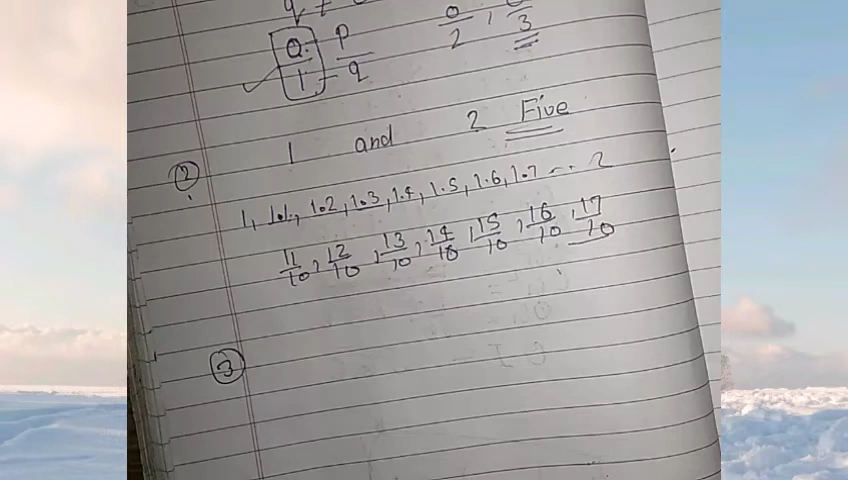 q ≠
0/1 = p/q
0/2 , /3
② 1 and 2 Five
1, 1.1, 1.2, 1.3, 1.4, 1.5, 1.6, 1.7 ... 2
11/10, 12/10, 13/10, 14/10, 15/10, 16/10, 17/10
③